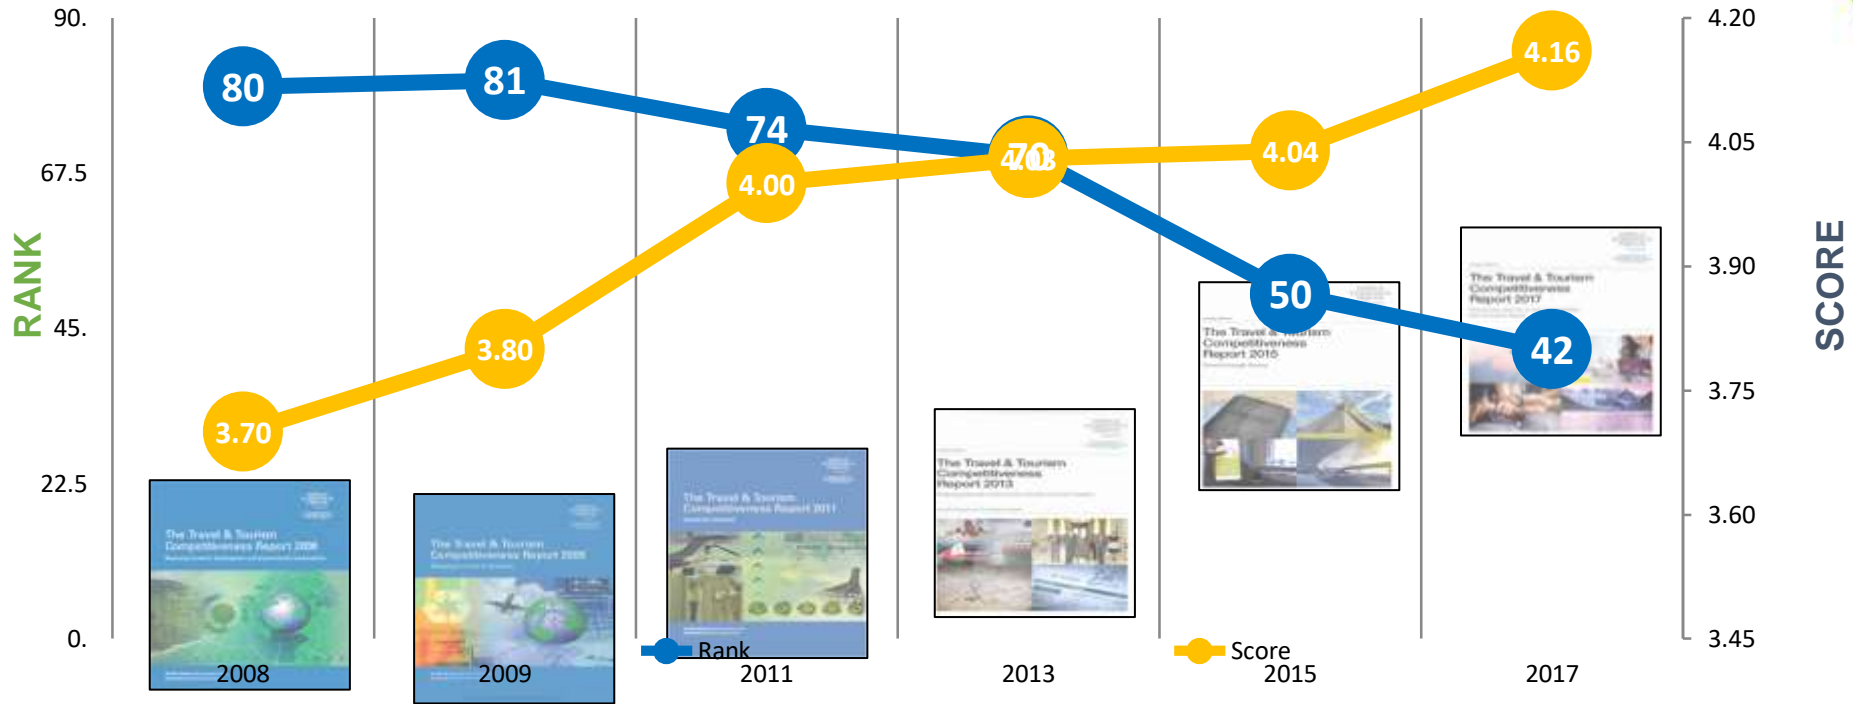 90.
4.20
80
81
74
70
4.03
4.04
4.16
4.05
67.5
4.00
RANK
SCORE
3.90
45.
3.80
50
42
3.75
3.70
22.5
3.60
0.
3.45
The Travel & Tourism
Competitiveness Report 2008
The Travel & Tourism
Competitiveness Report 2009
The Travel & Tourism
Competitiveness Report 2011
The Travel & Tourism
Competitiveness
Report 2013
The Travel & Tourism
Competitiveness
Report 2015
The Travel & Tourism
Competitiveness
Report 2017
Rank
Score
2008
2009
2011
2013
2015
2017